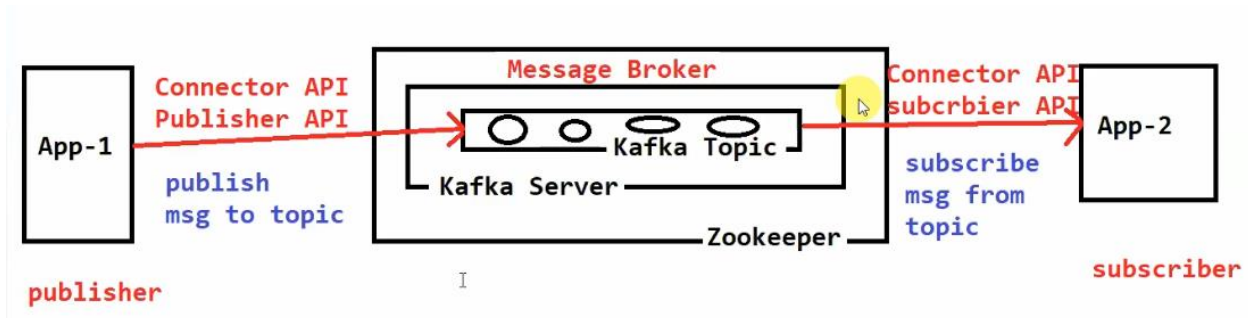 App-1
Connector API
Publisher API
publish
msg to topic
publisher
Message Broker
Kafka Topic
Kafka Server
Zookeeper
Connector API
subcrbier API
subscribe
msg from
topic
App-2
subscriber